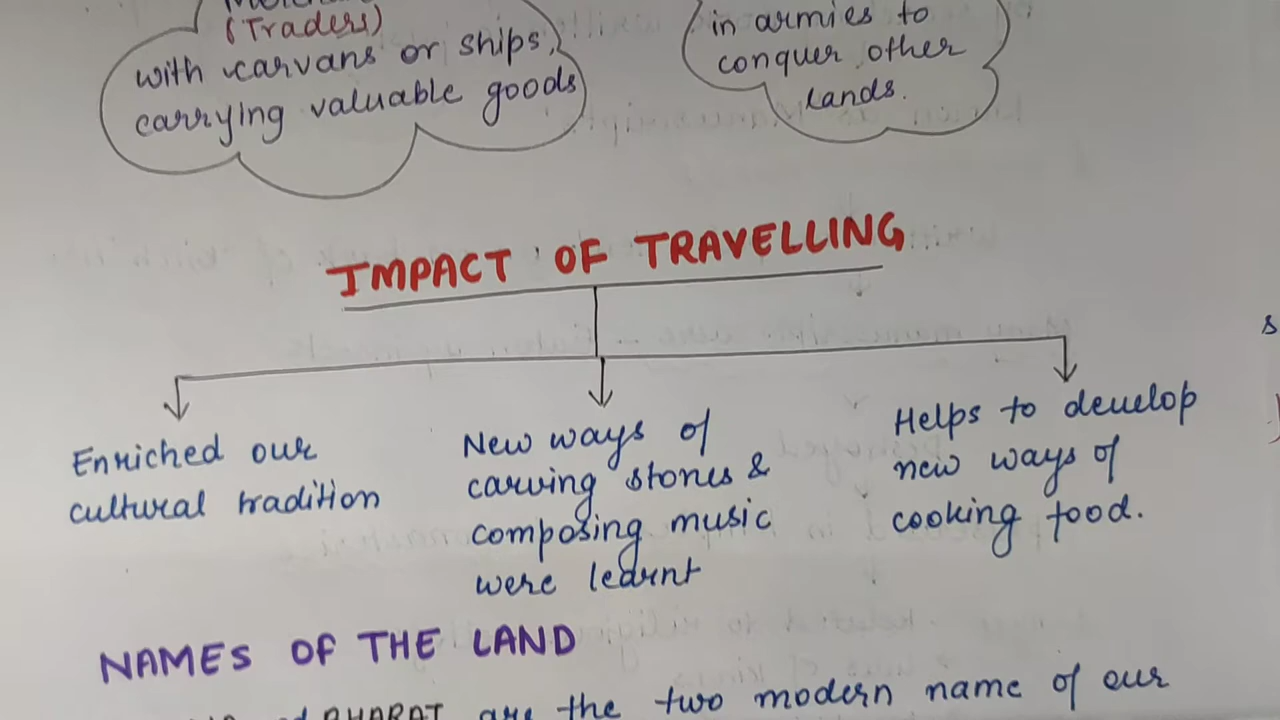 (Traders)
with carvans or ships,
carrying valuable goods
in armies to
conquer other
lands.
IMPACT OF TRAVELLING
Enriched our
cultural tradition
New ways of
carving stones &
composing music
were learnt
Helps to develop
new ways of
cooking food.
NAMES OF THE LAND
BHARAT are the two modern name of our